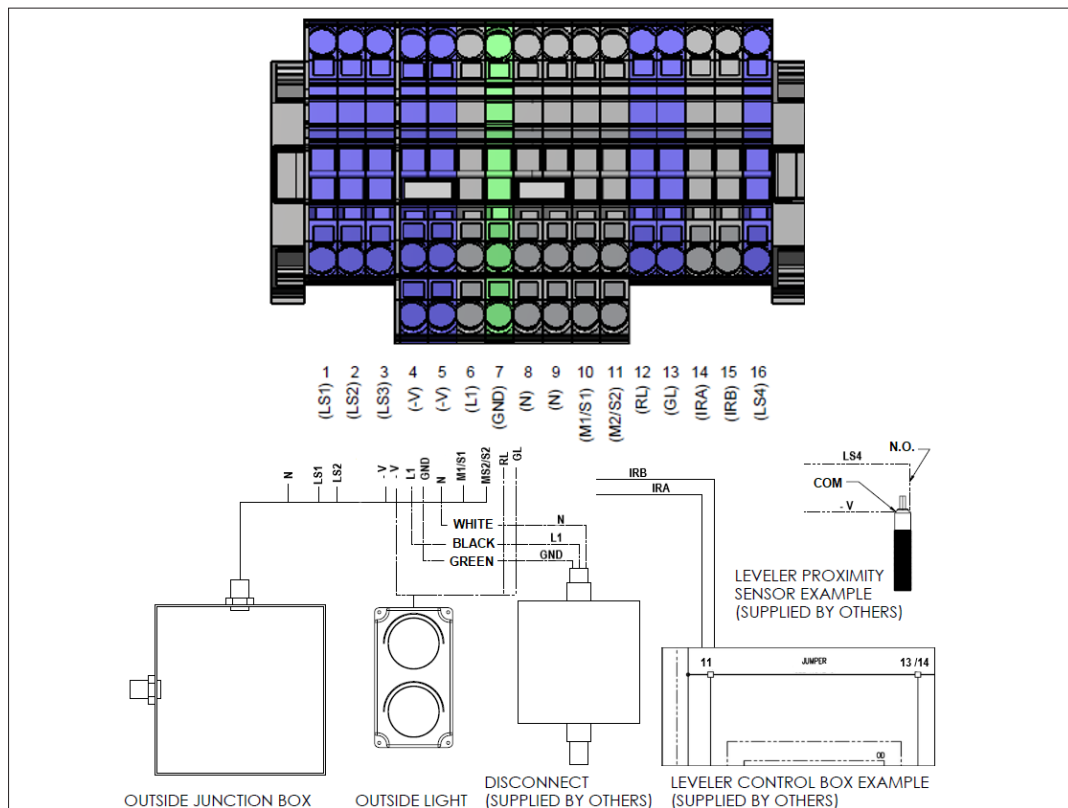 1 2 3 4 5 6 7 8 9 10 11 12 13 14 15 16
(LS1) (LS2) (LS3) (-V) (-V) (L1) (GND) (N) (N) (M1/S1) (M2/S2) (RL) (GL) (IRA) (IRB) (LS4)
N LS1 LS2 - V - V L1 GND N M1/S1 MS2/S2 RL GL
WHITE N
BLACK L1
GREEN GND
IRB
IRA
LS4
N.O.
COM
- V
LEVELER PROXIMITY
SENSOR EXAMPLE
(SUPPLIED BY OTHERS)
11 JUMPER 13 /14
OUTSIDE JUNCTION BOX
OUTSIDE LIGHT
DISCONNECT
(SUPPLIED BY OTHERS)
LEVELER CONTROL BOX EXAMPLE
(SUPPLIED BY OTHERS)